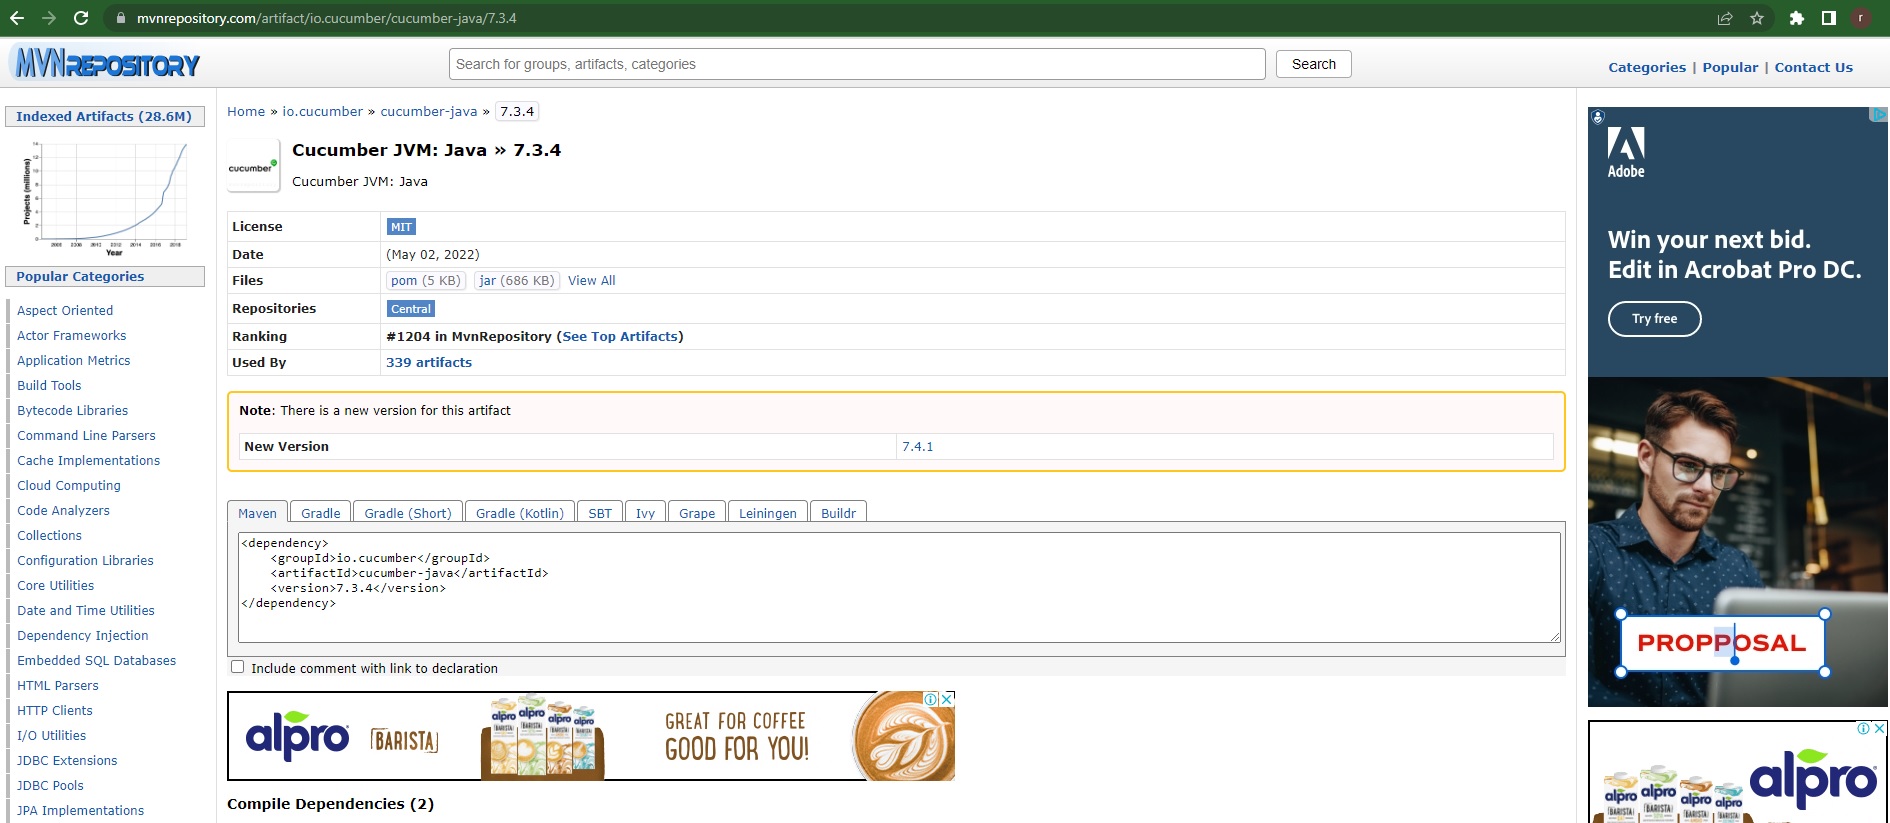 mvnrepository.com/artifact/io.cucumber/cucumber-java/7.3.4
r
MVNREPOSITORY
Search for groups, artifacts, categories
Search
Categories | Popular | Contact Us
Indexed Artifacts (28.6M)
Projects (millions)
Year
Popular Categories
Aspect Oriented
Actor Frameworks
Application Metrics
Build Tools
Bytecode Libraries
Command Line Parsers
Cache Implementations
Cloud Computing
Code Analyzers
Collections
Configuration Libraries
Core Utilities
Date and Time Utilities
Dependency Injection
Embedded SQL Databases
HTML Parsers
HTTP Clients
I/O Utilities
JDBC Extensions
JDBC Pools
JPA Implementations
Home » io.cucumber » cucumber-java » 7.3.4
cucumber
Cucumber JVM: Java » 7.3.4
Cucumber JVM: Java
License MIT
Date (May 02, 2022)
Files pom (5 KB) jar (686 KB) View All
Repositories Central
Ranking #1204 in MvnRepository (See Top Artifacts)
Used By 339 artifacts
Note: There is a new version for this artifact
New Version 7.4.1
Maven Gradle Gradle (Short) Gradle (Kotlin) SBT Ivy Grape Leiningen Buildr
<dependency>
    <groupId>io.cucumber</groupId>
    <artifactId>cucumber-java</artifactId>
    <version>7.3.4</version>
</dependency>
Include comment with link to declaration
alpro BARISTA
alpro alpro alpro alpro
BARISTA
GREAT FOR COFFEE
GOOD FOR YOU!
Compile Dependencies (2)
Adobe
Win your next bid.
Edit in Acrobat Pro DC.
Try free
PROPPOSAL
alpro
alpro alpro alpro alpro
BARISTA BARISTA BARISTA BARISTA